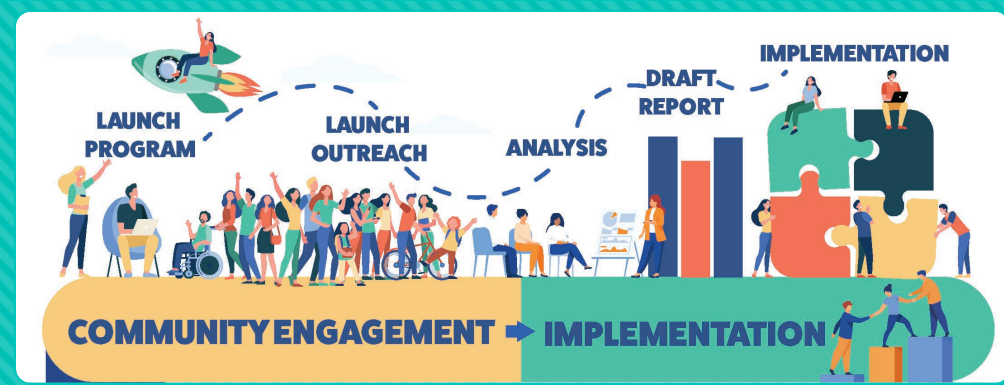 LAUNCH
PROGRAM
LAUNCH
OUTREACH
ANALYSIS
DRAFT
REPORT
IMPLEMENTATION
COMMUNITY ENGAGEMENT
IMPLEMENTATION